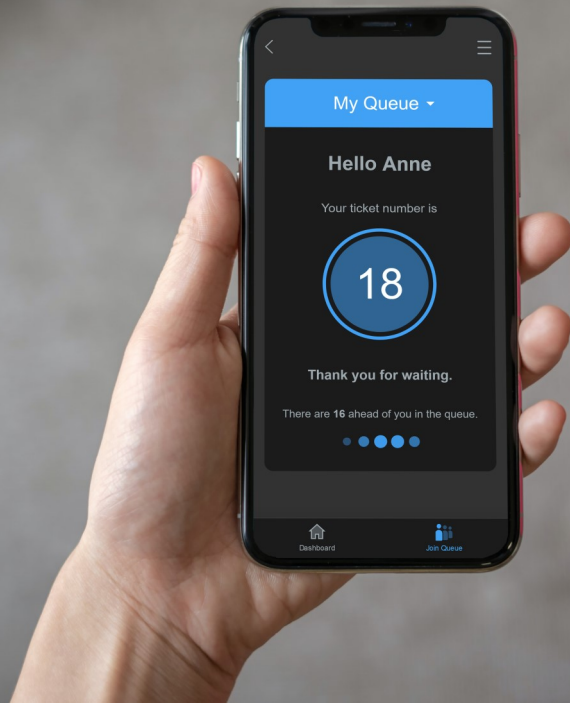 My Queue
Hello Anne
Your ticket number is
18
Thank you for waiting.
There are 16 ahead of you in the queue.
Dashboard
Join Queue